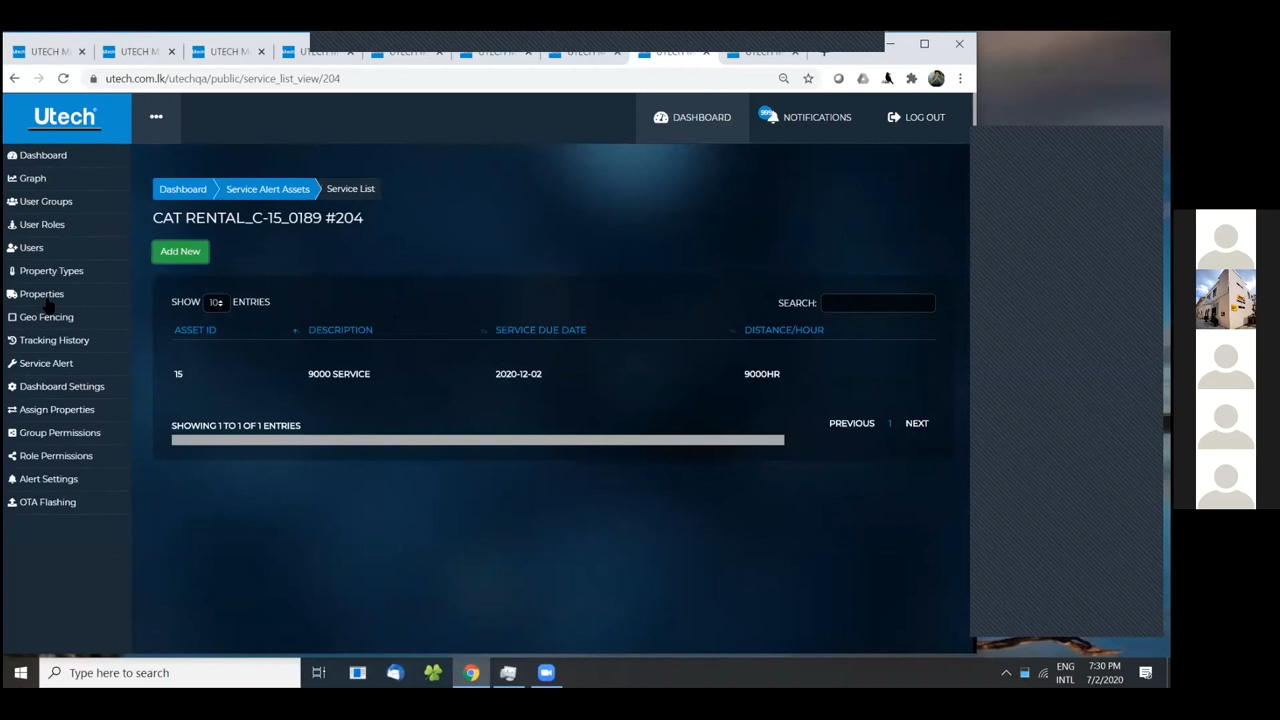 UTECH M
UTECH M
UTECH M
UTECH
utech.com.lk/utechqa/public/service_list_view/204
Utech
•••
DASHBOARD
NOTIFICATIONS
LOG OUT
Dashboard
Graph
User Groups
User Roles
Users
Property Types
Properties
Geo Fencing
Tracking History
Service Alert
Dashboard Settings
Assign Properties
Group Permissions
Role Permissions
Alert Settings
OTA Flashing
Dashboard Service Alert Assets Service List
CAT RENTAL_C-15_0189 #204
Add New
SHOW 10 ENTRIES
SEARCH:
ASSET ID DESCRIPTION SERVICE DUE DATE DISTANCE/HOUR
15 9000 SERVICE 2020-12-02 9000HR
SHOWING 1 TO 1 OF 1 ENTRIES
PREVIOUS 1 NEXT
Type here to search
ENG
INTL
7:30 PM
7/2/2020